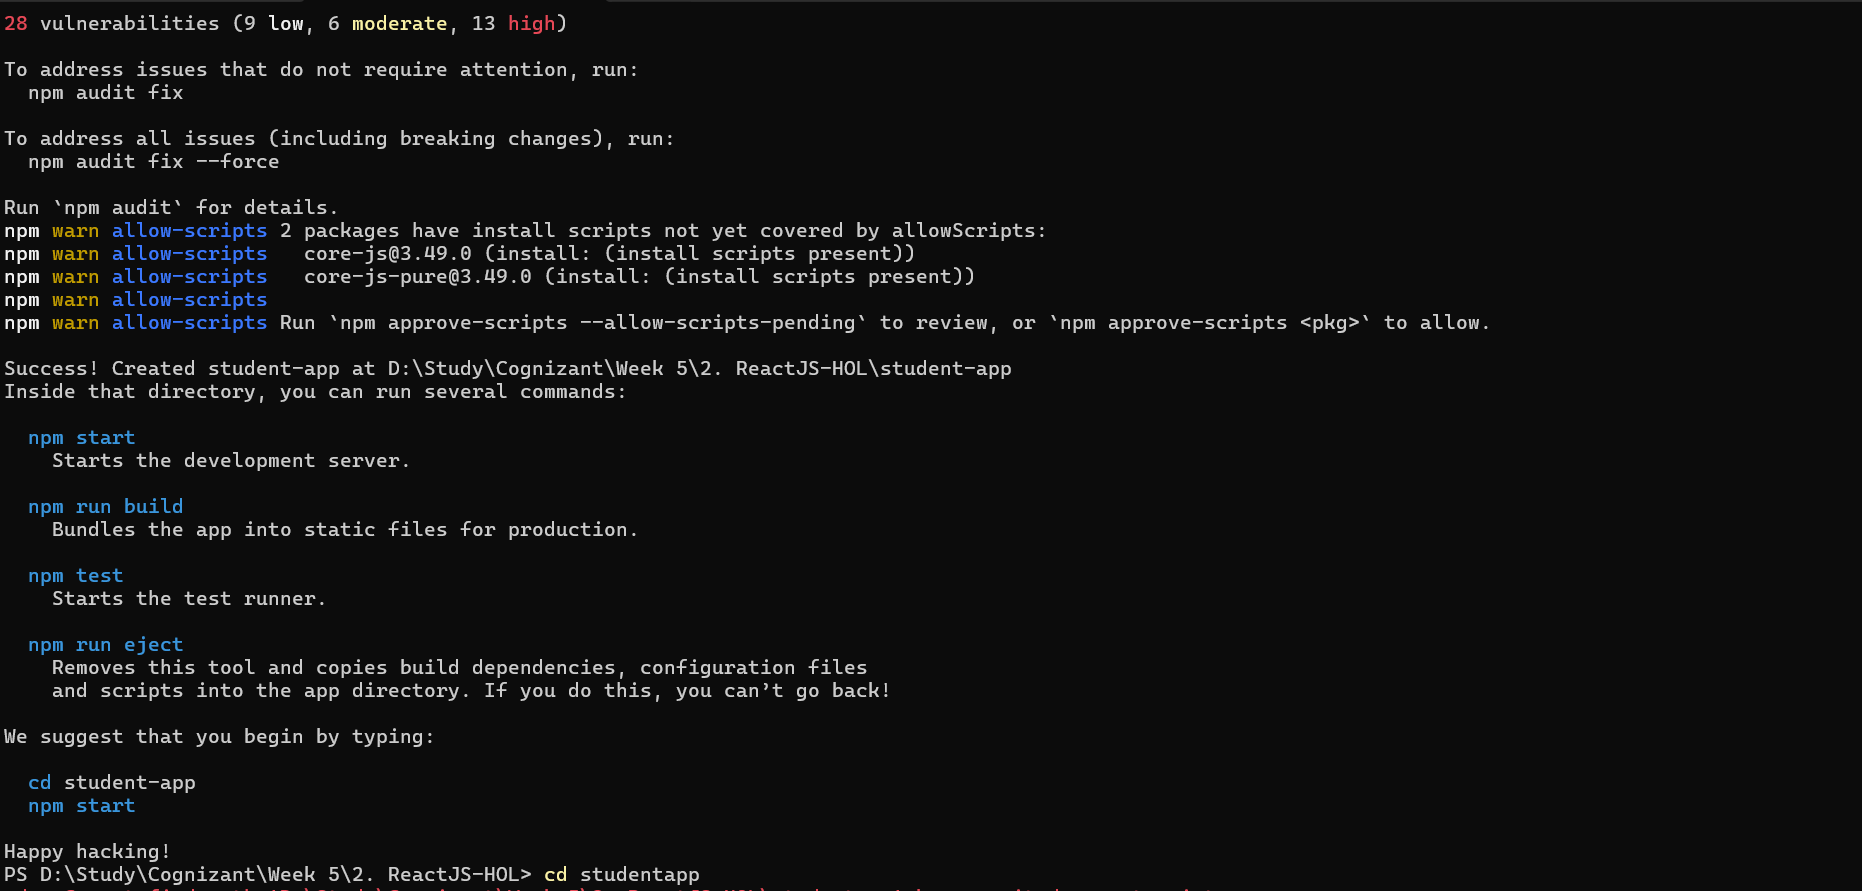 28 vulnerabilities (9 low, 6 moderate, 13 high)
To address issues that do not require attention, run:
npm audit fix
To address all issues (including breaking changes), run:
npm audit fix --force
Run `npm audit` for details.
npm warn allow-scripts 2 packages have install scripts not yet covered by allowScripts:
npm warn allow-scripts   core-js@3.49.0 (install: (install scripts present))
npm warn allow-scripts   core-js-pure@3.49.0 (install: (install scripts present))
npm warn allow-scripts
npm warn allow-scripts Run `npm approve-scripts --allow-scripts-pending` to review, or `npm approve-scripts <pkg>` to allow.
Success! Created student-app at D:\Study\Cognizant\Week 5\2. ReactJS-HOL\student-app
Inside that directory, you can run several commands:
npm start
Starts the development server.
npm run build
Bundles the app into static files for production.
npm test
Starts the test runner.
npm run eject
Removes this tool and copies build dependencies, configuration files
and scripts into the app directory. If you do this, you can't go back!
We suggest that you begin by typing:
cd student-app
npm start
Happy hacking!
PS D:\Study\Cognizant\Week 5\2. ReactJS-HOL> cd studentapp